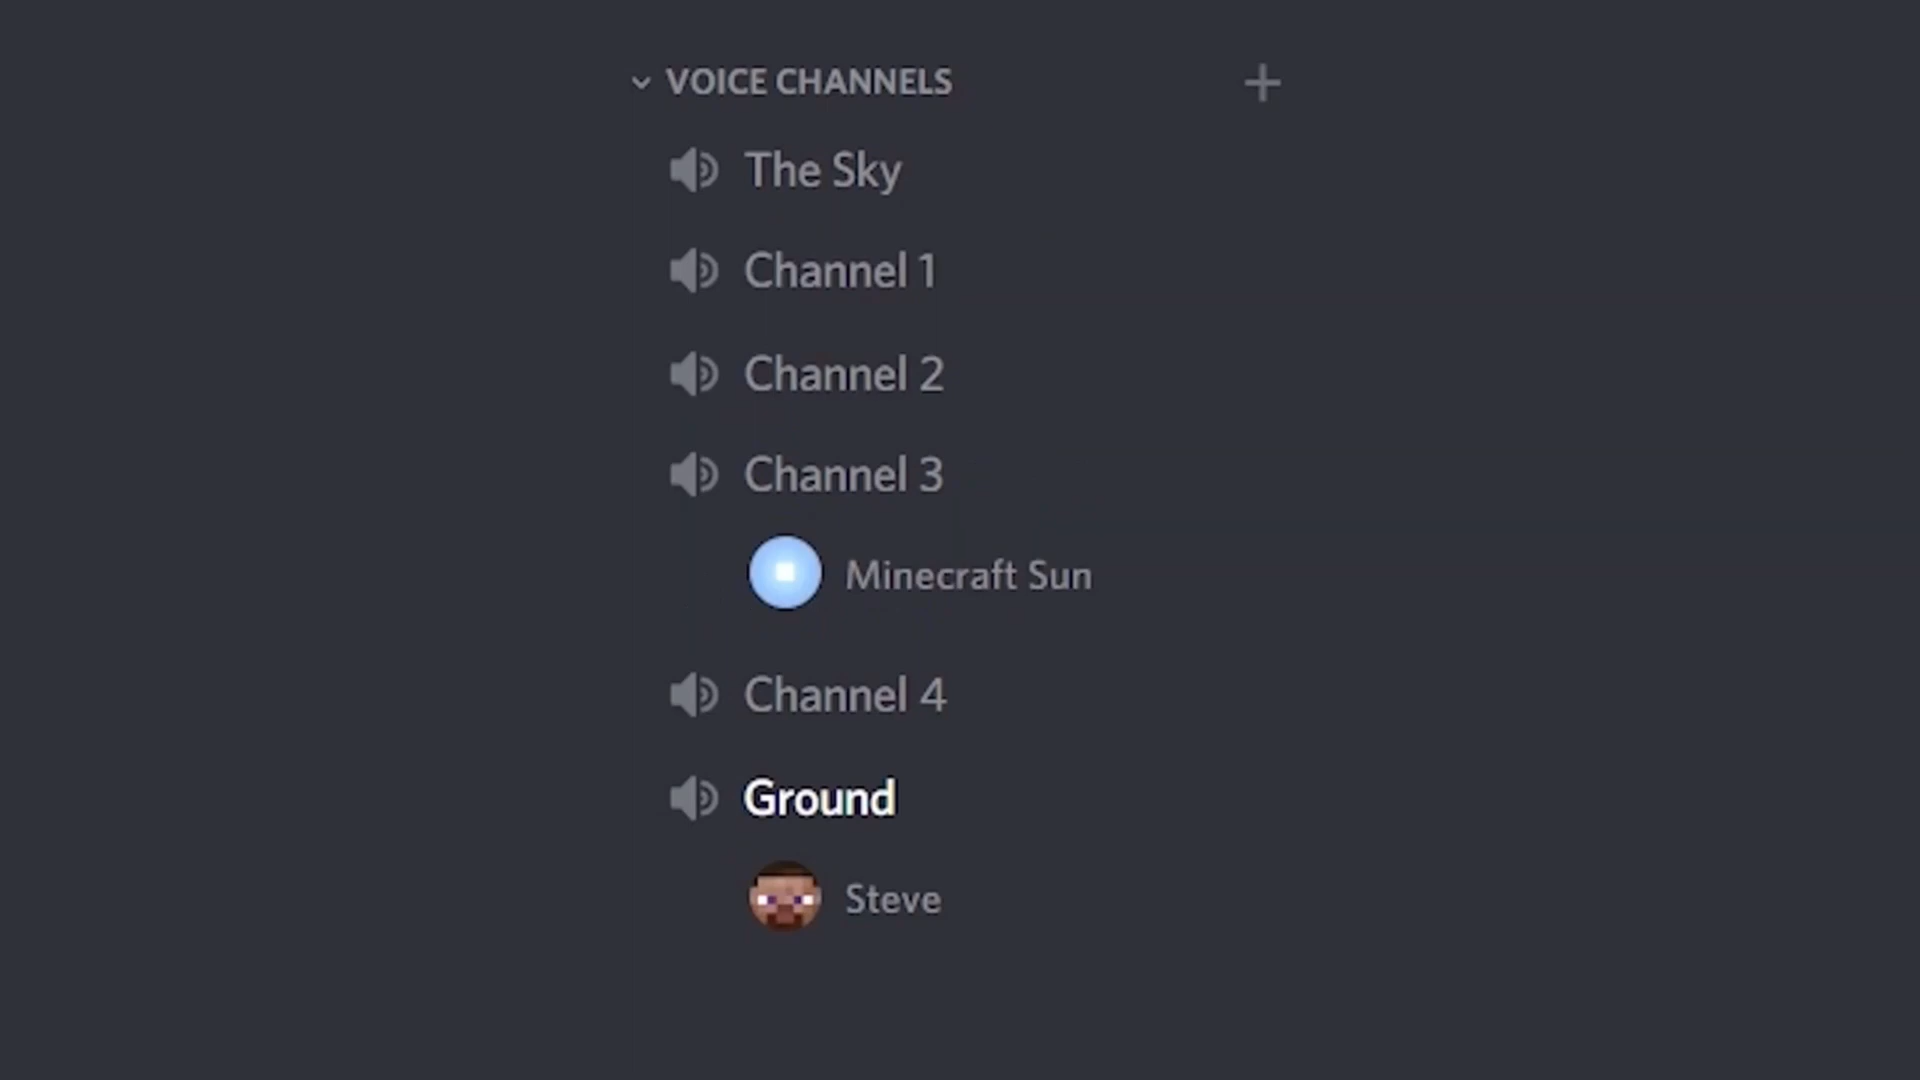 VOICE CHANNELS
The Sky
Channel 1
Channel 2
Channel 3
Minecraft Sun
Channel 4
Ground
Steve